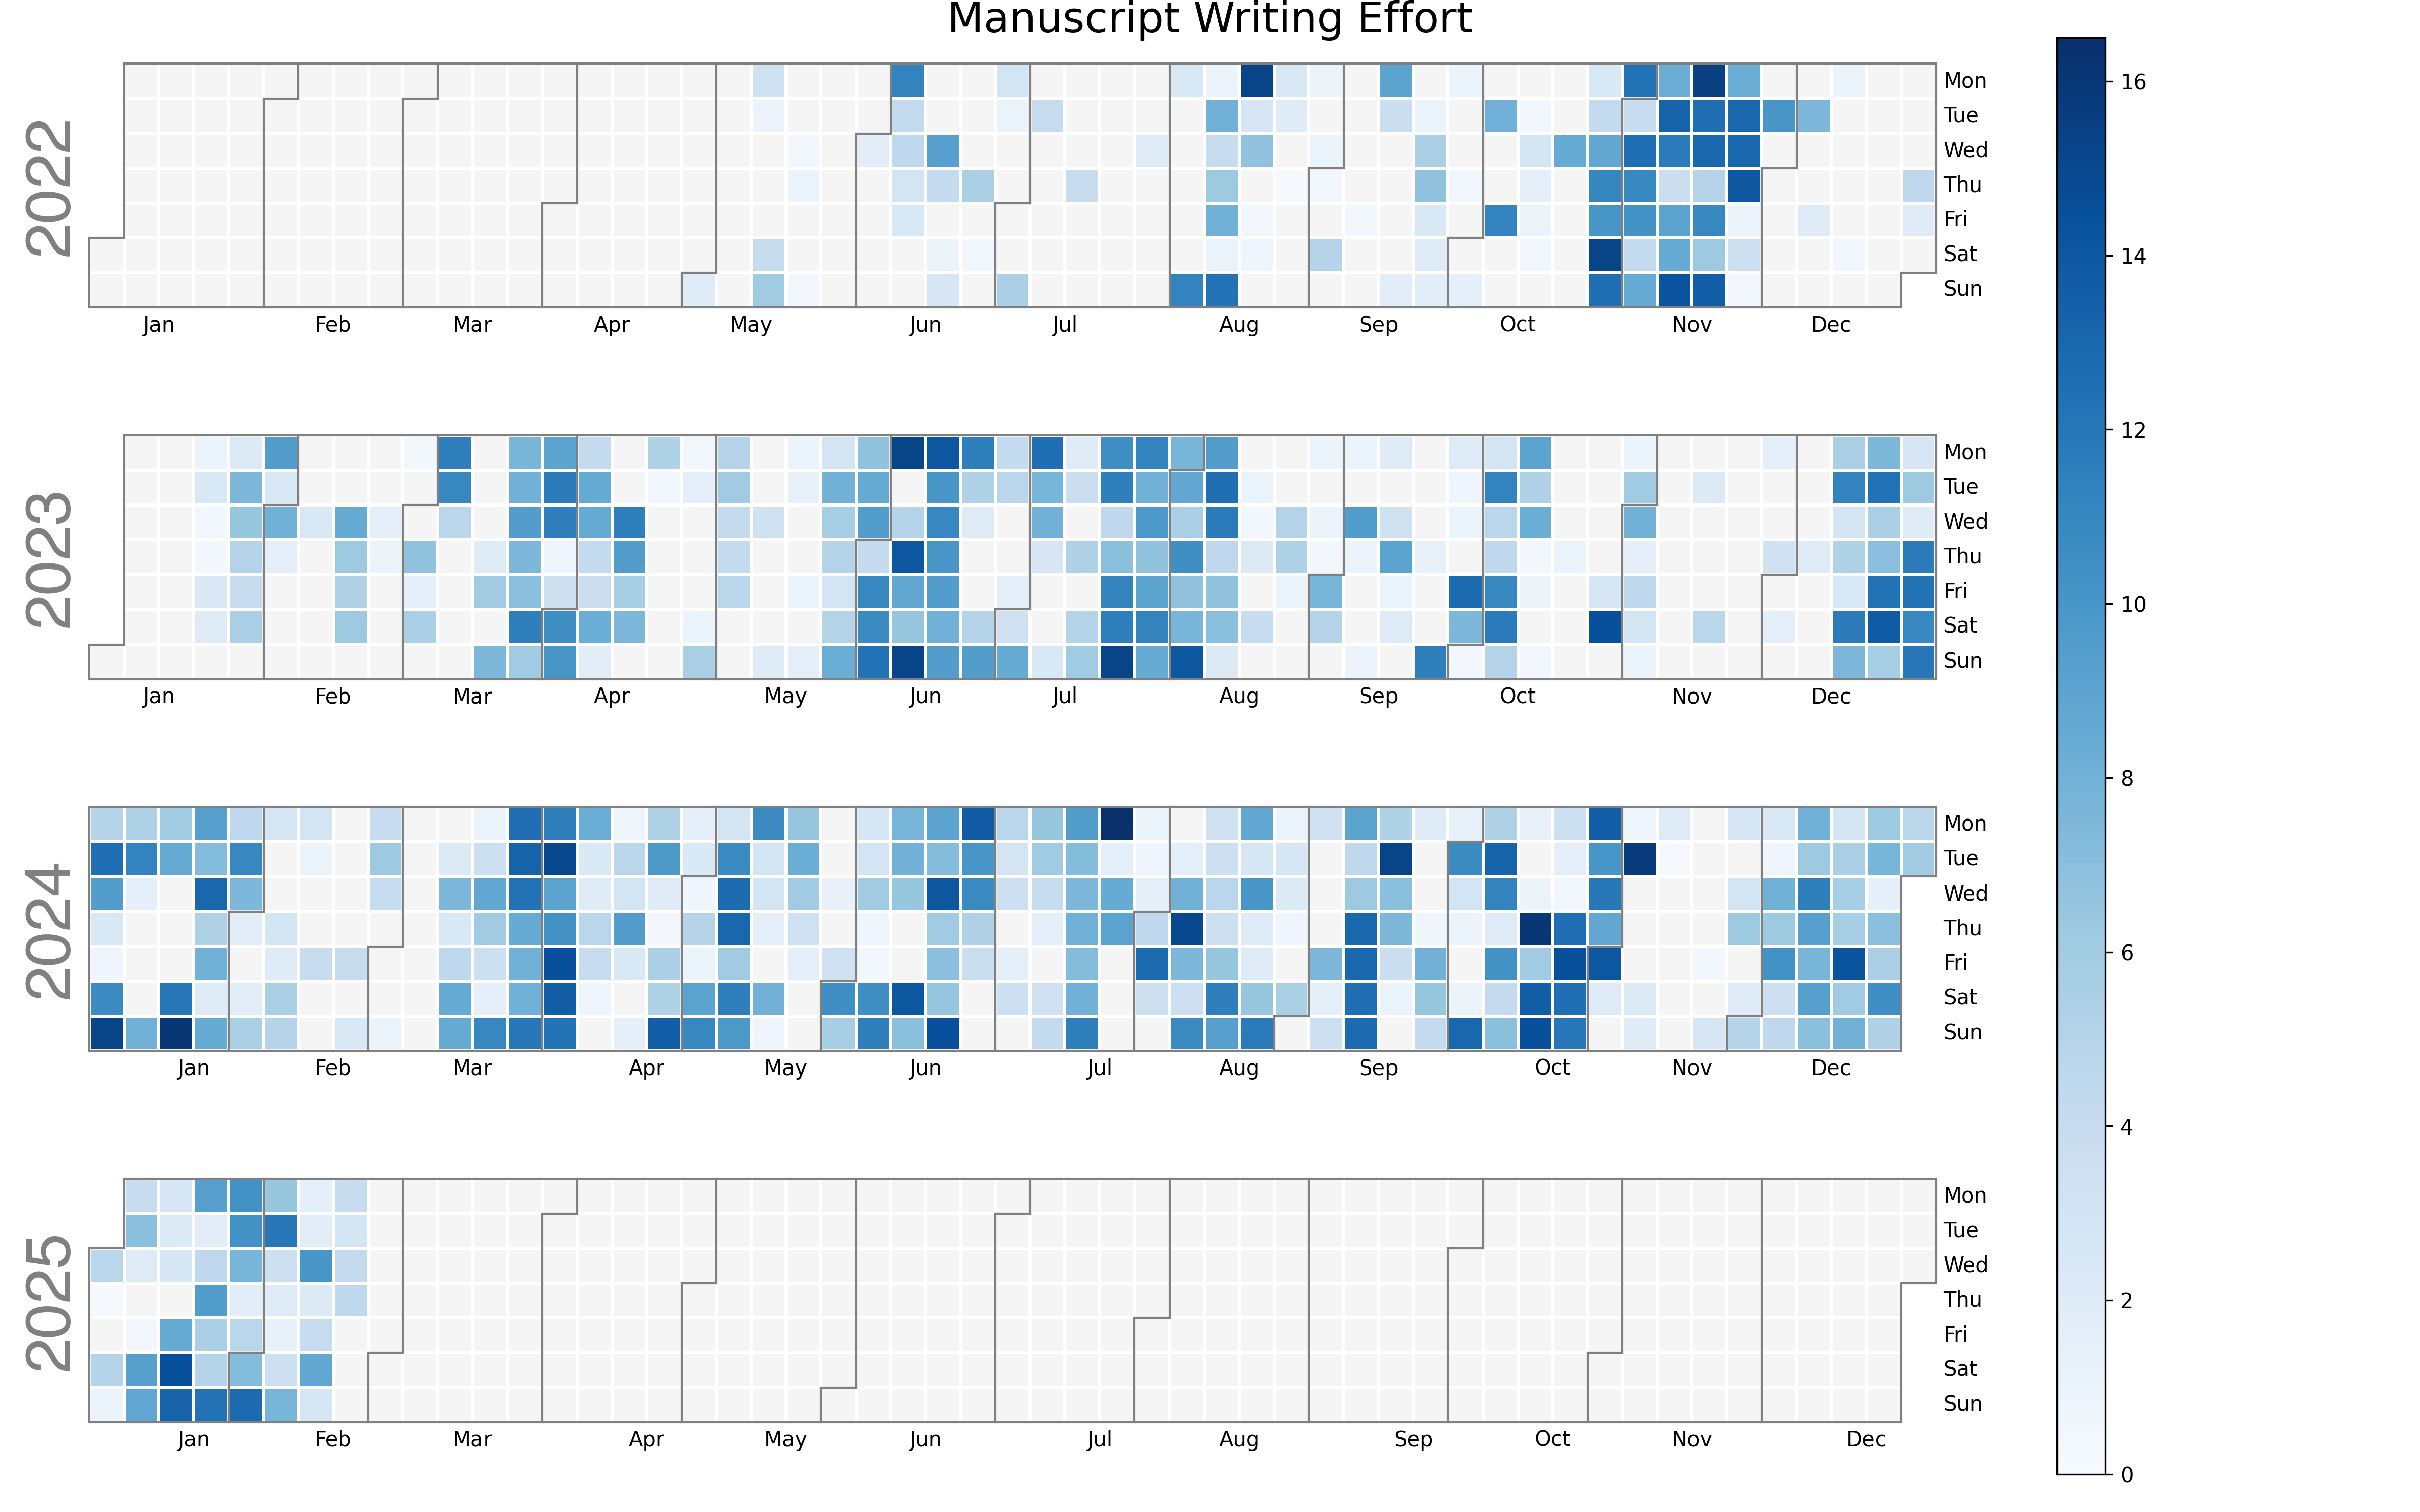 Manuscript Writing Effort
2022
Mon
Tue
Wed
Thu
Fri
Sat
Sun
Jan Feb Mar Apr May Jun Jul Aug Sep Oct Nov Dec
2023
Mon
Tue
Wed
Thu
Fri
Sat
Sun
Jan Feb Mar Apr May Jun Jul Aug Sep Oct Nov Dec
2024
Mon
Tue
Wed
Thu
Fri
Sat
Sun
Jan Feb Mar Apr May Jun Jul Aug Sep Oct Nov Dec
2025
Mon
Tue
Wed
Thu
Fri
Sat
Sun
Jan Feb Mar Apr May Jun Jul Aug Sep Oct Nov Dec
16
14
12
10
8
6
4
2
0